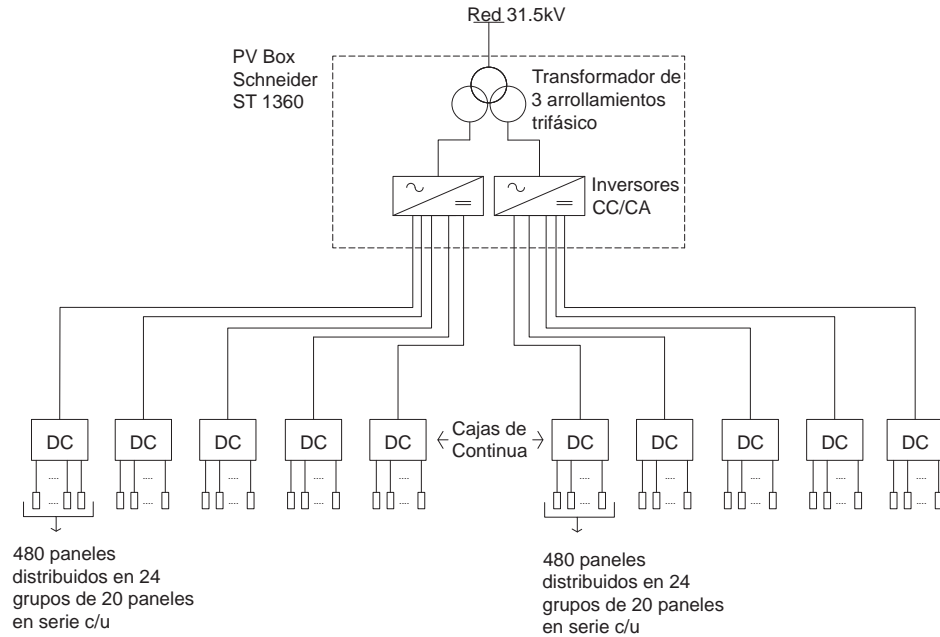 Red 31.5kV
PV Box
Schneider
ST 1360
Transformador de
3 arrollamientos
trifásico
Inversores
CC/CA
DC
DC
DC
DC
DC
Cajas de
Continua
DC
DC
DC
DC
DC
480 paneles
distribuidos en 24
grupos de 20 paneles
en serie c/u
480 paneles
distribuidos en 24
grupos de 20 paneles
en serie c/u